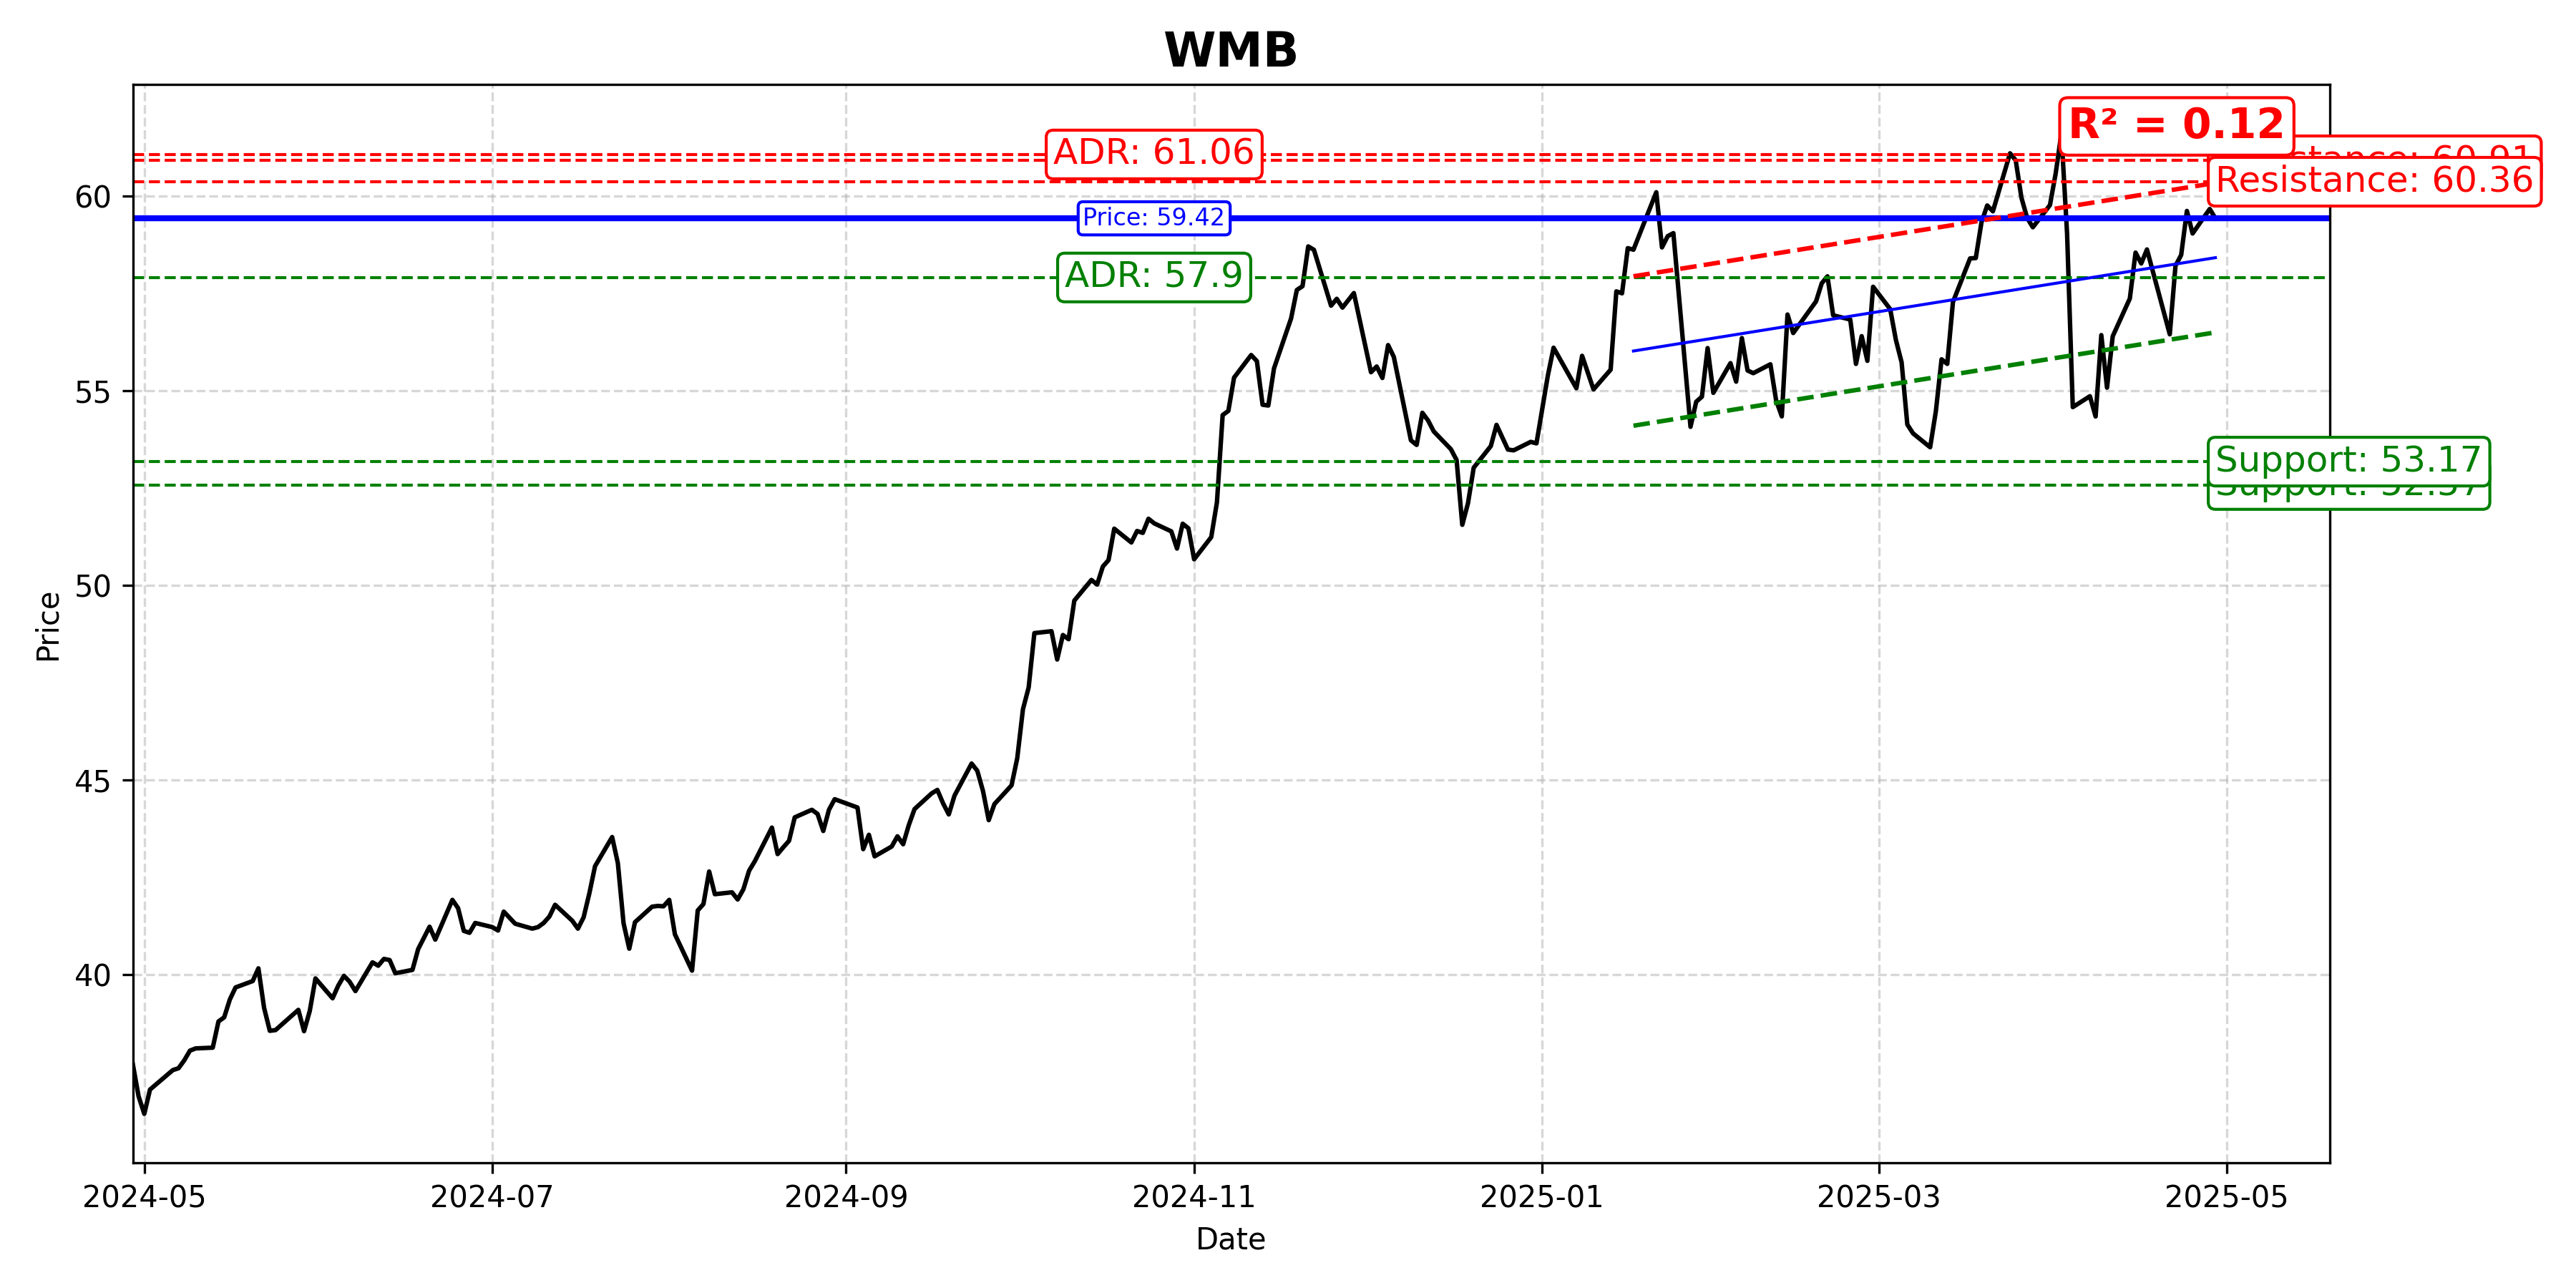 WMB
R² = 0.12
ADR: 61.06
60.91
Resistance: 60.36
Price: 59.42
ADR: 57.9
Support: 53.17
60
55
50
45
40
Price
2024-05
2024-07
2024-09
2024-11
2025-01
2025-03
2025-05
Date